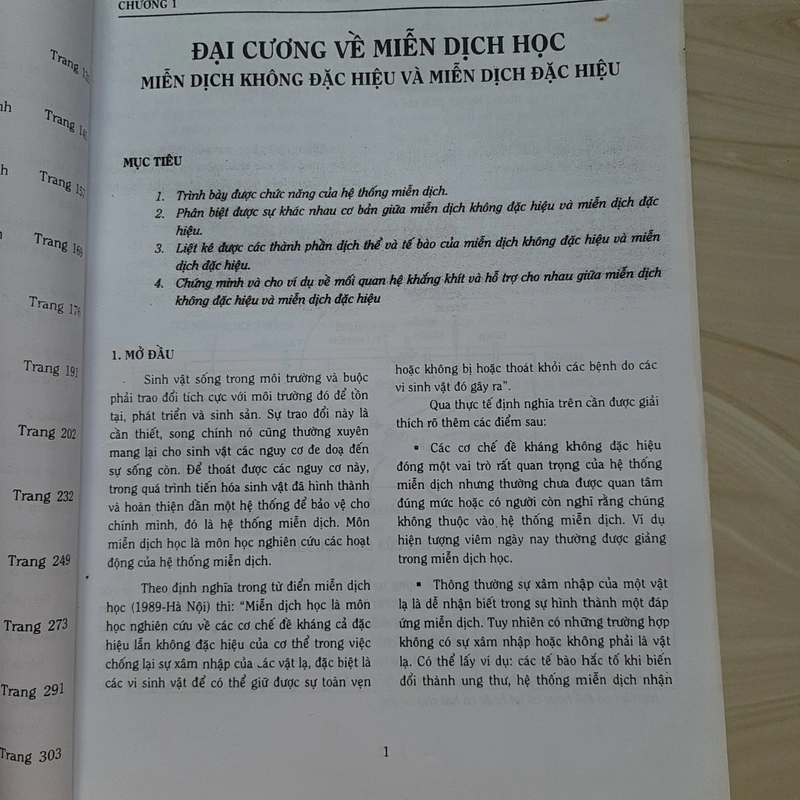 Trang
nh Trang
h Trang 157
Trang 169
Trang 176
Trang 191
Trang 202
Trang 232
Trang 249
Trang 273
Trang 291
Trang 303
CHƯƠNG 1
ĐẠI CƯƠNG VỀ MIỄN DỊCH HỌC
MIỄN DỊCH KHÔNG ĐẶC HIỆU VÀ MIỄN DỊCH ĐẶC HIỆU
MỤC TIÊU
1. Trình bày được chức năng của hệ thống miễn dịch.
2. Phân biệt được sự khác nhau cơ bản giữa miễn dịch không đặc hiệu và miễn dịch đặc
hiệu.
3. Liệt kê được các thành phần dịch thể và tế bào của miễn dịch không đặc hiệu và miễn
dịch đặc hiệu.
4. Chứng minh và cho ví dụ về mối quan hệ khắng khít và hỗ trợ cho nhau giữa miễn dịch
không đặc hiệu và miễn dịch đặc hiệu
1. MỞ ĐẦU
Sinh vật sống trong môi trường và buộc
phải trao đổi tích cực với môi trường đó để tồn
tại, phát triển và sinh sản. Sự trao đổi này là
cần thiết, song chính nó cũng thường xuyên
mang lại cho sinh vật các nguy cơ đe doạ đến
sự sống còn. Để thoát được các nguy cơ này,
trong quá trình tiến hóa sinh vật đã hình thành
và hoàn thiện dần một hệ thống để bảo vệ cho
chính mình, đó là hệ thống miễn dịch. Môn
miễn dịch học là môn học nghiên cứu các hoạt
động của hệ thống miễn dịch.
Theo định nghĩa trong từ điển miễn dịch
học (1989-Hà Nội) thì: "Miễn dịch học là môn
học nghiên cứu về các cơ chế đề kháng cả đặc
hiệu lẫn không đặc hiệu của cơ thể trong việc
chống lại sự xâm nhập của các vật lạ, đặc biệt là
các vi sinh vật để có thể giữ được sự toàn vẹn
hoặc không bị hoặc thoát khỏi các bệnh do các
vi sinh vật đó gây ra".
Qua thực tế định nghĩa trên cần được giải
thích rõ thêm các điểm sau:
▪ Các cơ chế đề kháng không đặc hiệu
đóng một vai trò rất quan trọng của hệ thống
miễn dịch nhưng thường chưa được quan tâm
đúng mức hoặc có người còn nghĩ rằng chúng
không thuộc vào hệ thống miễn dịch. Ví dụ
hiện tượng viêm ngày nay thường được giảng
trong miễn dịch học.
▪ Thông thường sự xâm nhập của một vật
lạ là dễ nhận biết trong sự hình thành một đáp
ứng miễn dịch. Tuy nhiên có những trường hợp
không có sự xâm nhập hoặc không phải là vật
lạ. Có thể lấy ví dụ: các tế bào hắc tố khi biến
đổi thành ung thư, hệ thống miễn dịch nhận
1